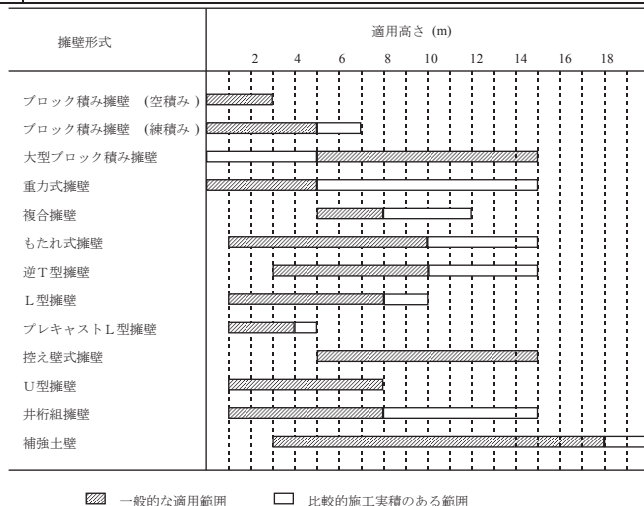 適用高さ (m)
擁壁形式
2 4 6 8 10 12 14 16 18
ブロック積み擁壁 (空積み )
ブロック積み擁壁 (練積み)
大型ブロック積み擁壁
重力式擁壁
複合擁壁
もたれ式擁壁
逆T型擁壁
L型擁壁
プレキャストL型擁壁
控え壁式擁壁
U型擁壁
井桁組擁壁
補強土壁
一般的な適用範囲 比較的施工実績のある範囲